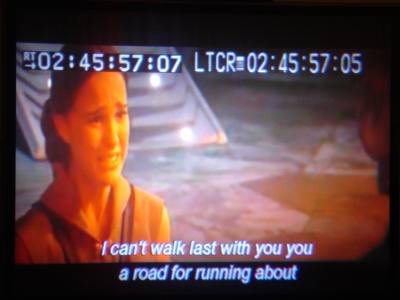 RT→02:45:57:07 LTCR≡02:45:57:05
I can't walk last with you you
a road for running about